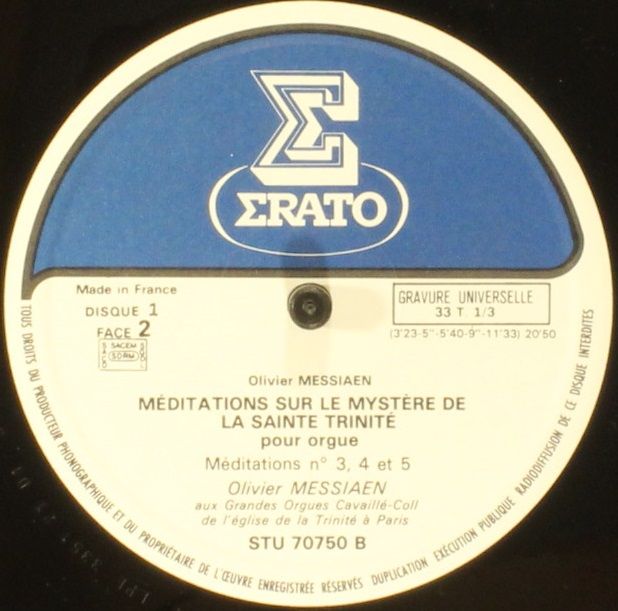 ΣRATO
Made in France
DISQUE 1
FACE 2
SACEM
SDRM
GRAVURE UNIVERSELLE
33 T. 1/3
(3'23-5"-5'40-9"-11'33) 20'50
Olivier MESSIAEN
MÉDITATIONS SUR LE MYSTÈRE DE
LA SAINTE TRINITÉ
pour orgue
Méditations n° 3, 4 et 5
Olivier MESSIAEN
aux Grandes Orgues Cavaillé-Coll
de l'église de la Trinité à Paris
STU 70750 B
TOUS DROITS DU PRODUCTEUR PHONOGRAPHIQUE ET DU PROPRIÉTAIRE DE L'ŒUVRE ENREGISTRÉE RÉSERVÉS DUPLICATION EXÉCUTION PUBLIQUE RADIODIFFUSION DE CE DISQUE INTERDITES